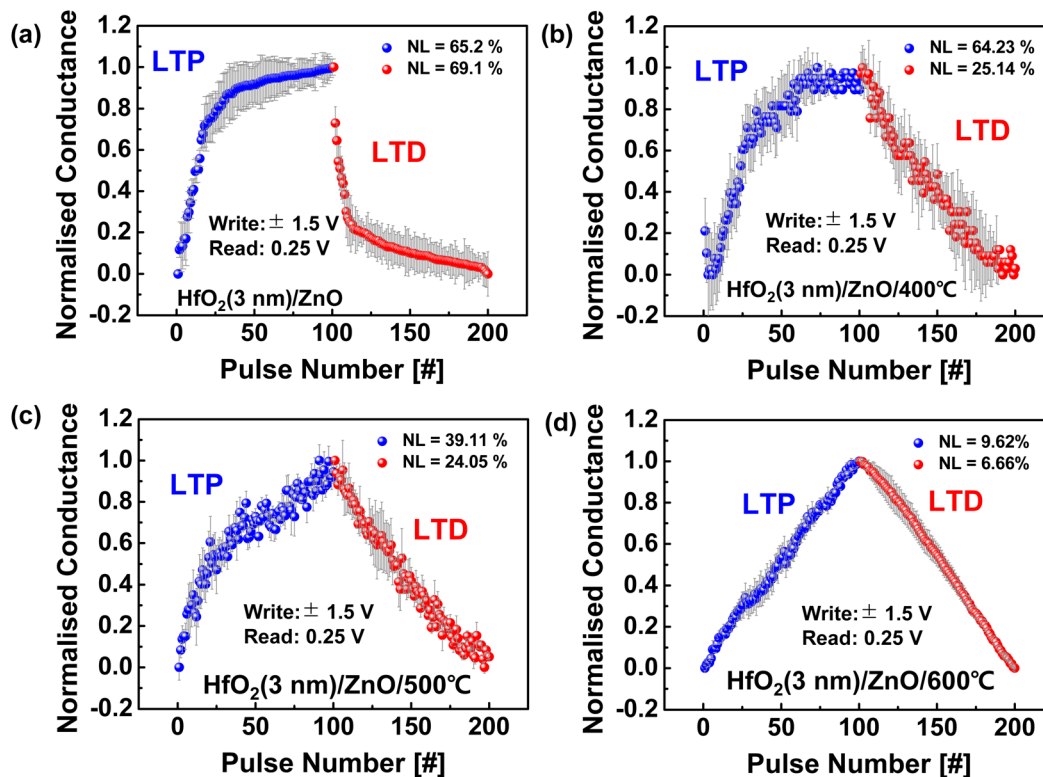 (a)
Normalised Conductance
1.2
1.0
0.8
0.6
0.4
0.2
0.0
-0.2
LTP
NL = 65.2 %
NL = 69.1 %
LTD
Write: ± 1.5 V
Read: 0.25 V
HfO₂(3 nm)/ZnO
0 50 100 150 200
Pulse Number [#]
(b)
Normalised Conductance
1.2
1.0
0.8
0.6
0.4
0.2
0.0
-0.2
LTP
NL = 64.23 %
NL = 25.14 %
LTD
Write: ± 1.5 V
Read: 0.25 V
HfO₂(3 nm)/ZnO/400℃
0 50 100 150 200
Pulse Number [#]
(c)
Normalised Conductance
1.2
1.0
0.8
0.6
0.4
0.2
0.0
-0.2
LTP
NL = 39.11 %
NL = 24.05 %
LTD
Write: ± 1.5 V
Read: 0.25 V
HfO₂(3 nm)/ZnO/500℃
0 50 100 150 200
Pulse Number [#]
(d)
Normalised Conductance
1.2
1.0
0.8
0.6
0.4
0.2
0.0
-0.2
LTP
NL = 9.62%
NL = 6.66%
LTD
Write: ± 1.5 V
Read: 0.25 V
HfO₂(3 nm)/ZnO/600℃
0 50 100 150 200
Pulse Number [#]